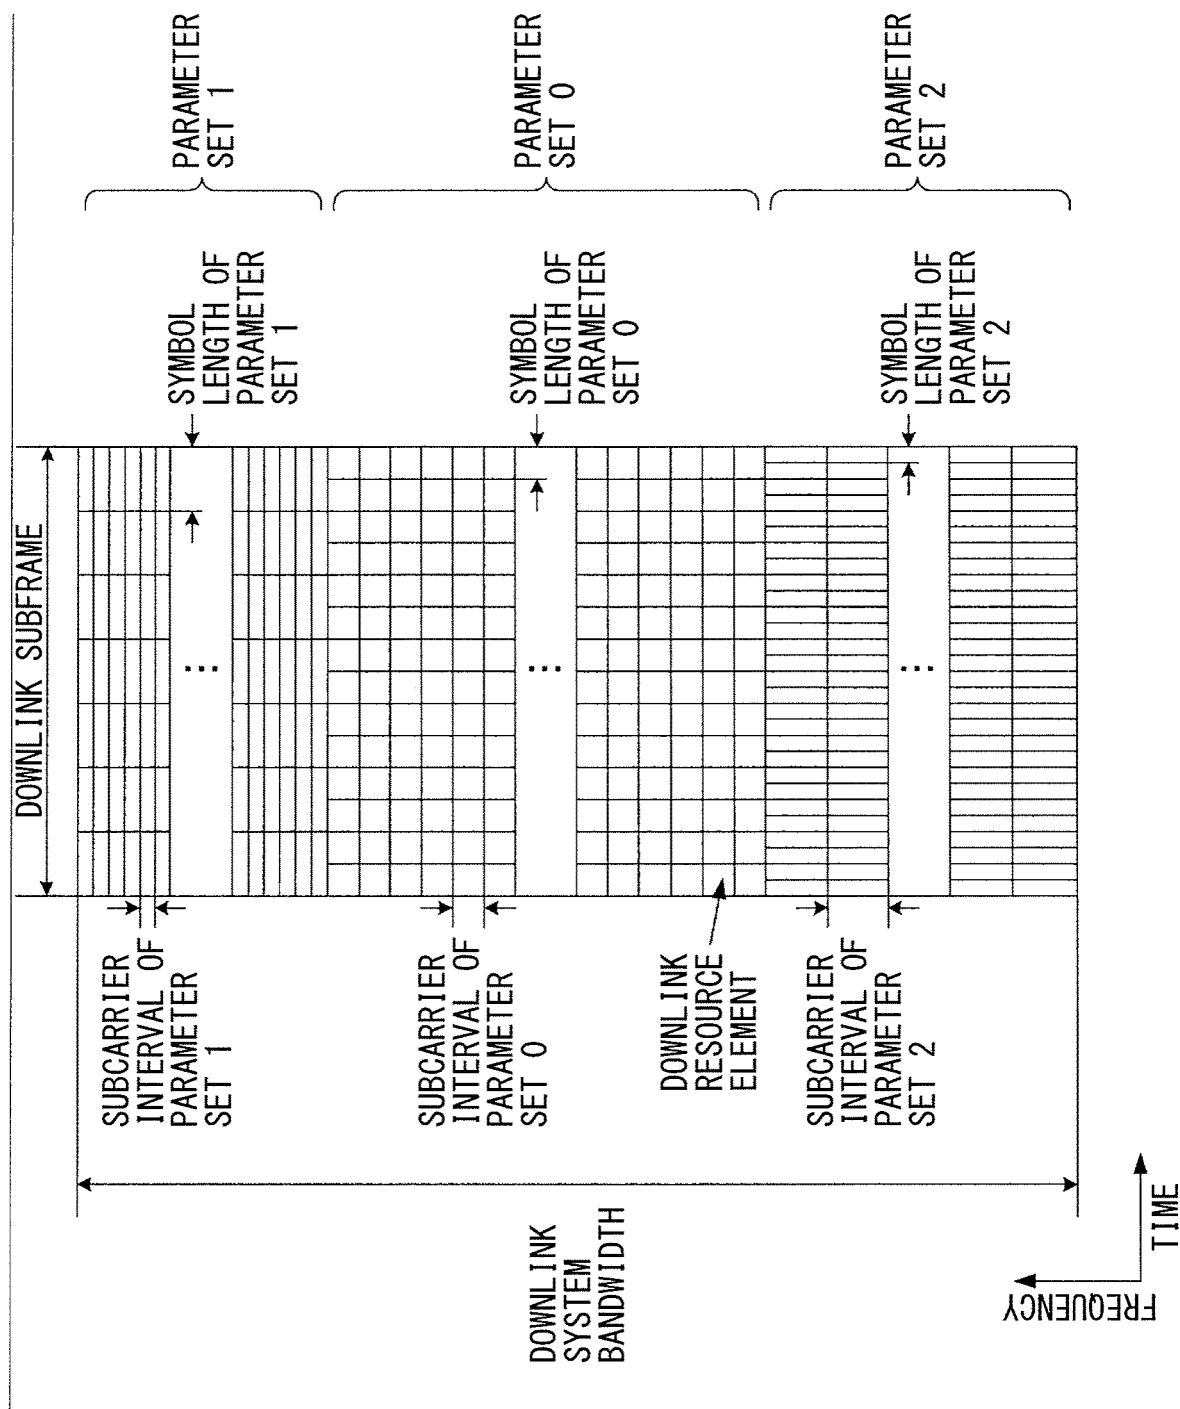 DOWNLINK SUBFRAME
SUBCARRIER
INTERVAL OF
PARAMETER
SET 1
SYMBOL
LENGTH OF
PARAMETER
SET 1
PARAMETER
SET 1
SUBCARRIER
INTERVAL OF
PARAMETER
SET 0
SYMBOL
LENGTH OF
PARAMETER
SET 0
PARAMETER
SET 0
DOWNLINK
SYSTEM
BANDWIDTH
DOWNLINK
RESOURCE
ELEMENT
SUBCARRIER
INTERVAL OF
PARAMETER
SET 2
SYMBOL
LENGTH OF
PARAMETER
SET 2
PARAMETER
SET 2
FREQUENCY
TIME